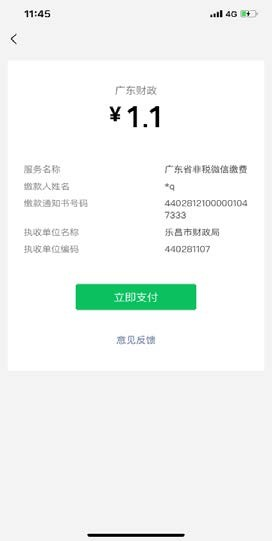 11:45
4G
广东财政
¥1.1
服务名称 广东省非税微信缴费
缴款人姓名 *q
缴款通知书号码 4402812100000104
7333
执收单位名称 乐昌市财政局
执收单位编码 440281107
立即支付
意见反馈